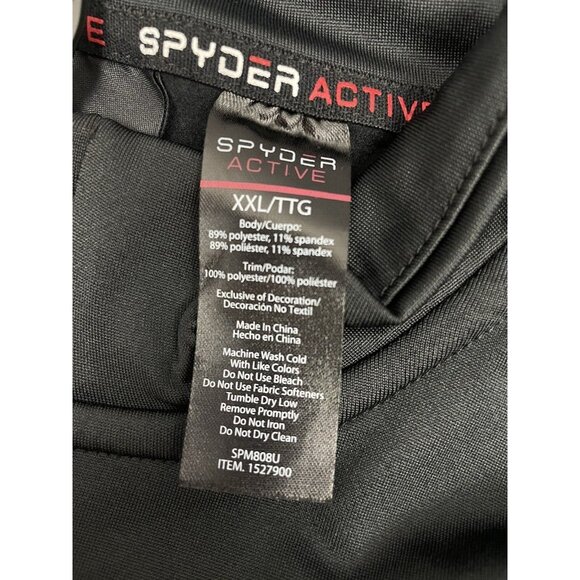 E SPYDER ACTIVE
SPYDER
ACTIVE
XXL/TTG
Body/Cuerpo:
89% polyester, 11% spandex
89% poliéster, 11% spandex
Trim/Podar:
100% polyester/100% poliéster
Exclusive of Decoration/
Decoración No Textil
Made in China
Hecho en China
Machine Wash Cold
With Like Colors
Do Not Use Bleach
Do Not Use Fabric Softeners
Tumble Dry Low
Remove Promptly
Do Not Iron
Do Not Dry Clean
SPM808U
ITEM. 1527900